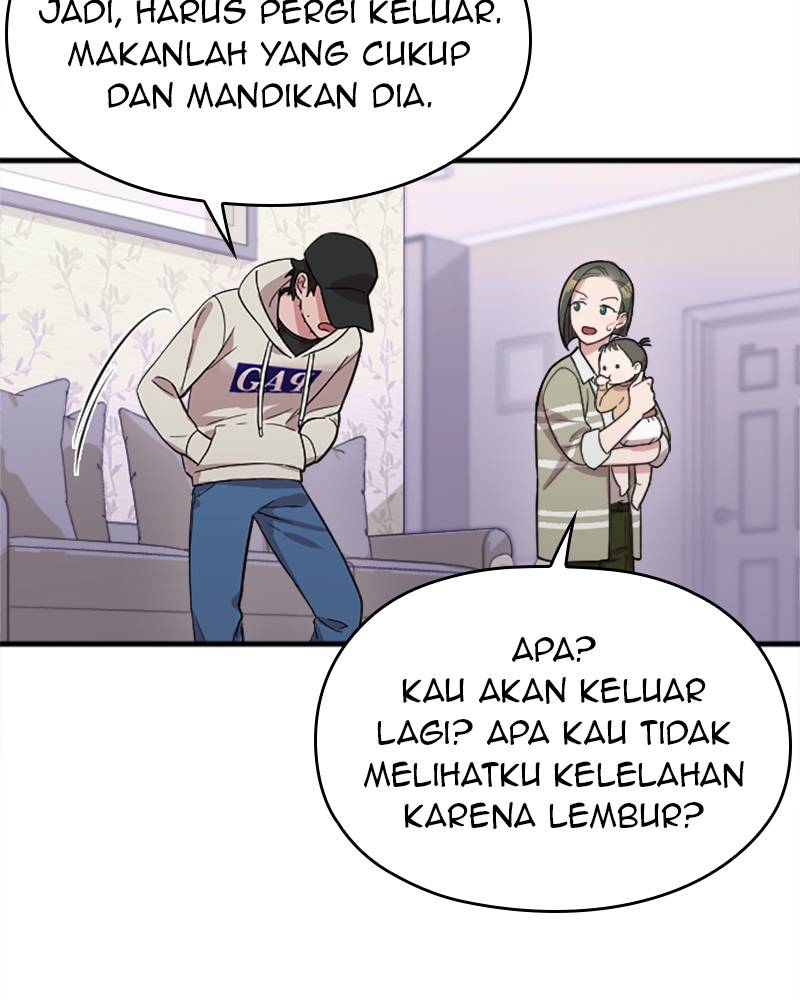 JADI, HARUS PERGI KELUAR.
MAKANLAH YANG CUKUP
DAN MANDIKAN DIA.
GA9
APA?
KAU AKAN KELUAR
LAGI? APA KAU TIDAK
MELIHATKU KELELAHAN
KARENA LEMBUR?